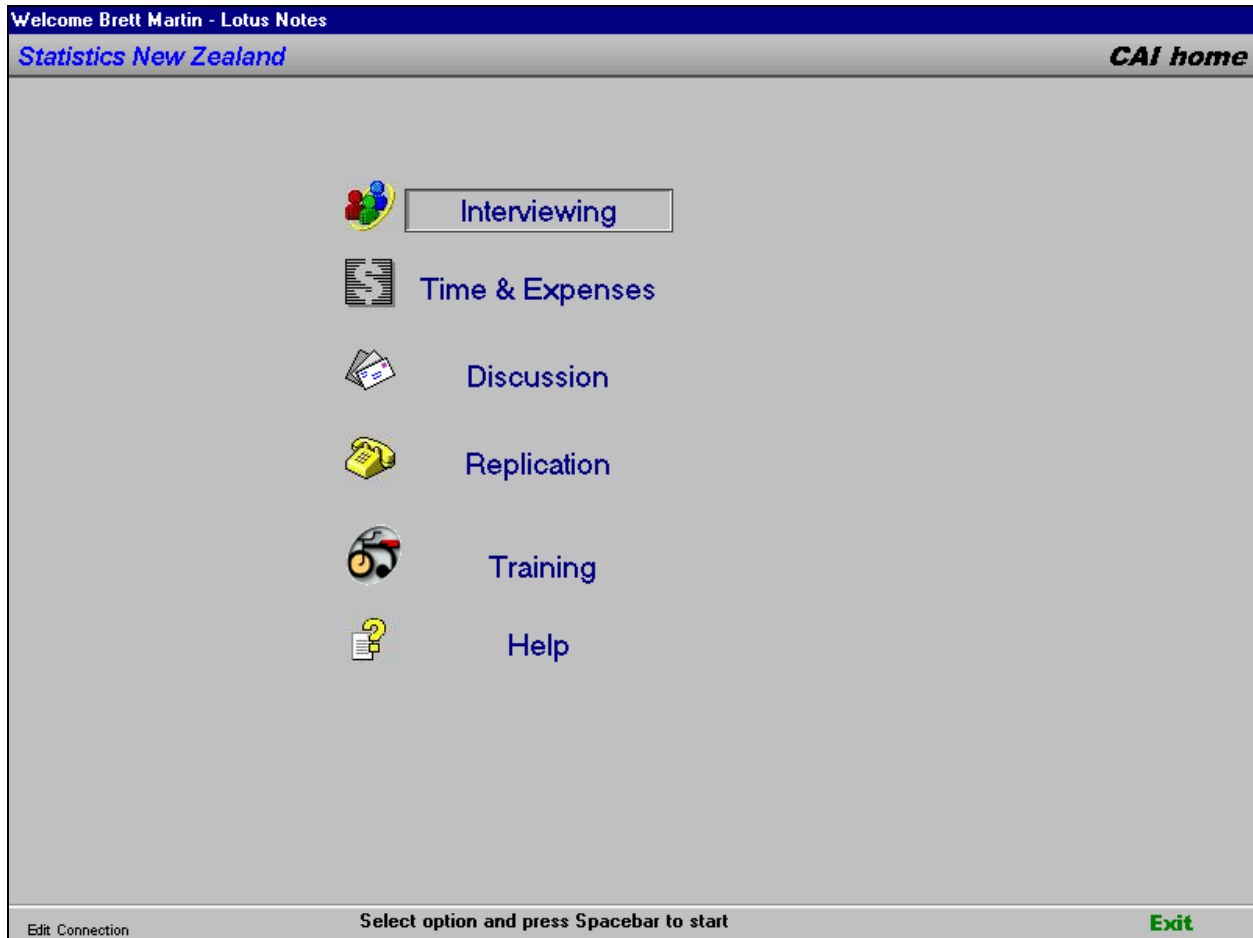 Welcome Brett Martin - Lotus Notes
Statistics New Zealand
CAI home
Interviewing
Time & Expenses
Discussion
Replication
Training
Help
Edit Connection
Select option and press Spacebar to start
Exit